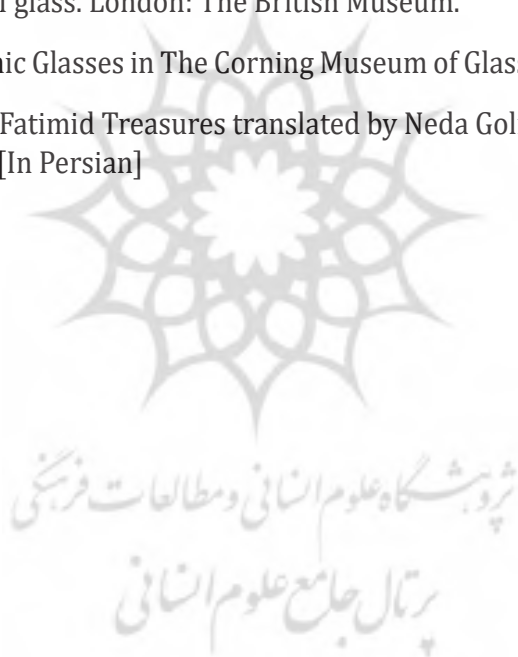 l glass. London: The British Museum.
nic Glasses in The Corning Museum of Glas
Fatimid Treasures translated by Neda Gol
[In Persian]
پژوهشگاه علوم انسانی و مطالعات فرهنگی
پرتال جامع علوم انسانی